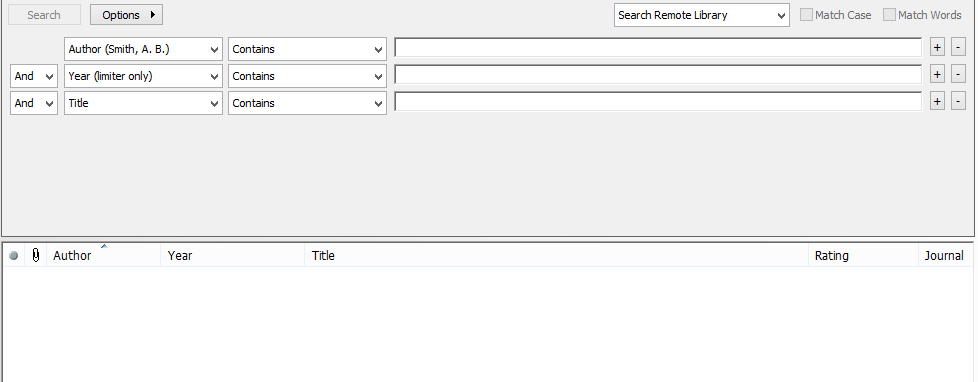 Search Options Search Remote Library Match Case Match Words
Author (Smith, A. B.) Contains + -
And Year (limiter only) Contains + -
And Title Contains + -
Author Year Title Rating Journal